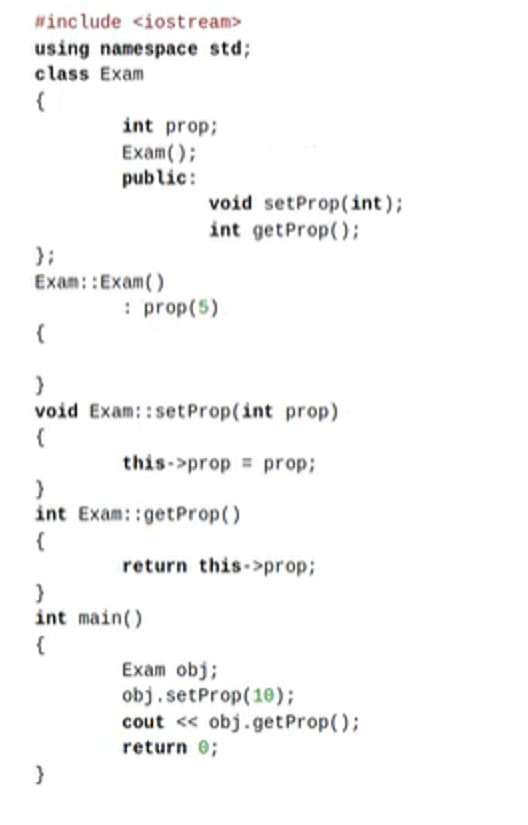 #include <iostream>
using namespace std;
class Exam
{
int prop;
Exam();
public:
void setProp(int);
int getProp();
};
Exam::Exam()
: prop(5)
{
}
void Exam::setProp(int prop)
{
this->prop = prop;
}
int Exam::getProp()
{
return this->prop;
}
int main()
{
Exam obj;
obj.setProp(10);
cout << obj.getProp();
return 0;
}